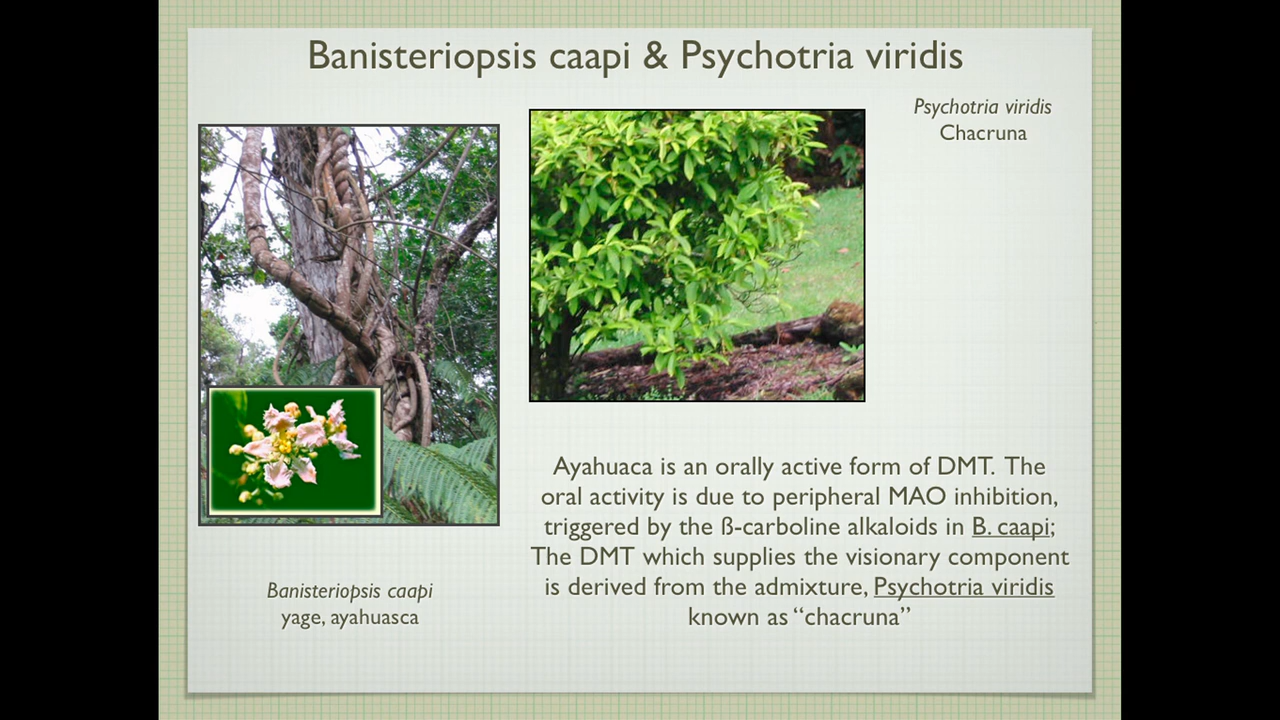 Banisteriopsis caapi & Psychotria viridis
Psychotria viridis
Chacruna
Ayahuaca is an orally active form of DMT.  The
oral activity is due to peripheral MAO inhibition,
triggered by the ß-carboline alkaloids in B. caapi;
The DMT which supplies the visionary component
is derived from the admixture, Psychotria viridis
known as “chacruna”
Banisteriopsis caapi
yage, ayahuasca